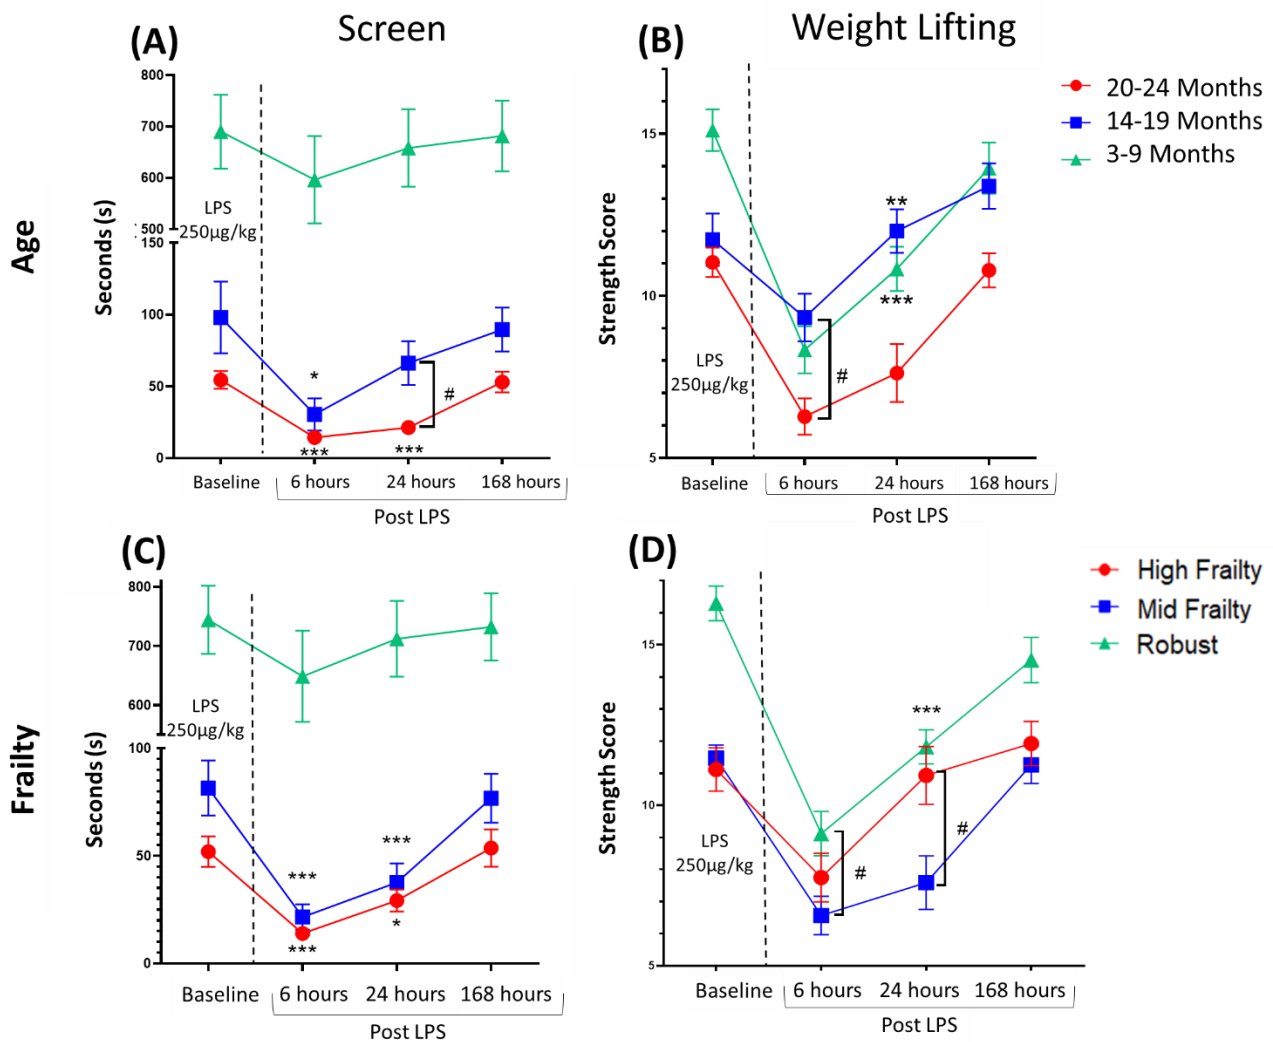 Screen
Weight Lifting
(A)
(B)
20-24 Months
14-19 Months
3-9 Months
Age
Seconds (s)
800
700
600
500
150
100
50
0
LPS
250µg/kg
*
***
***
#
Baseline
6 hours
24 hours
168 hours
Post LPS
Strength Score
15
10
5
LPS
250µg/kg
**
***
#
Baseline
6 hours
24 hours
168 hours
Post LPS
(C)
(D)
High Frailty
Mid Frailty
Robust
Frailty
Seconds (s)
800
700
600
100
50
0
LPS
250µg/kg
***
***
***
*
Baseline
6 hours
24 hours
168 hours
Post LPS
Strength Score
15
10
5
LPS
250µg/kg
***
#
#
Baseline
6 hours
24 hours
168 hours
Post LPS